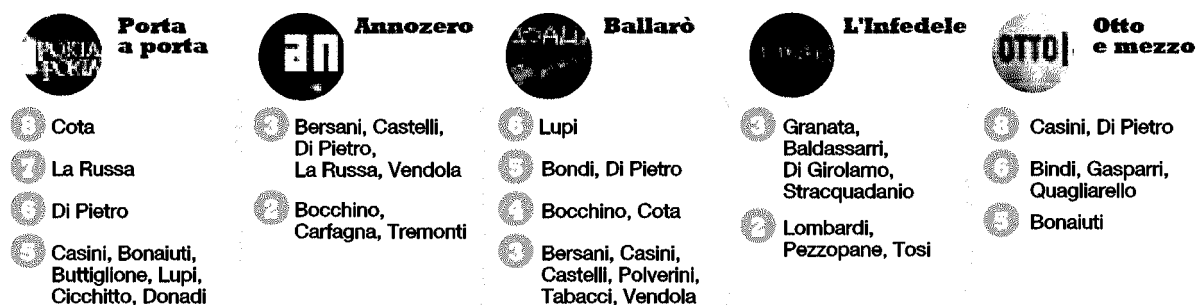 Porta
a porta
8 Cota
7 La Russa
6 Di Pietro
5 Casini, Bonaiuti,
Buttiglione, Lupi,
Cicchitto, Donadi
an
Annozero
3 Bersani, Castelli,
Di Pietro,
La Russa, Vendola
2 Bocchino,
Carfagna, Tremonti
Ballarò
6 Lupi
5 Bondi, Di Pietro
4 Bocchino, Cota
3 Bersani, Casini,
Castelli, Polverini,
Tabacci, Vendola
L'Infedele
3 Granata,
Baldassarri,
Di Girolamo,
Stracquadanio
2 Lombardi,
Pezzopane, Tosi
OTTO
Otto
e mezzo
8 Casini, Di Pietro
6 Bindi, Gasparri,
Quagliarello
5 Bonaiuti